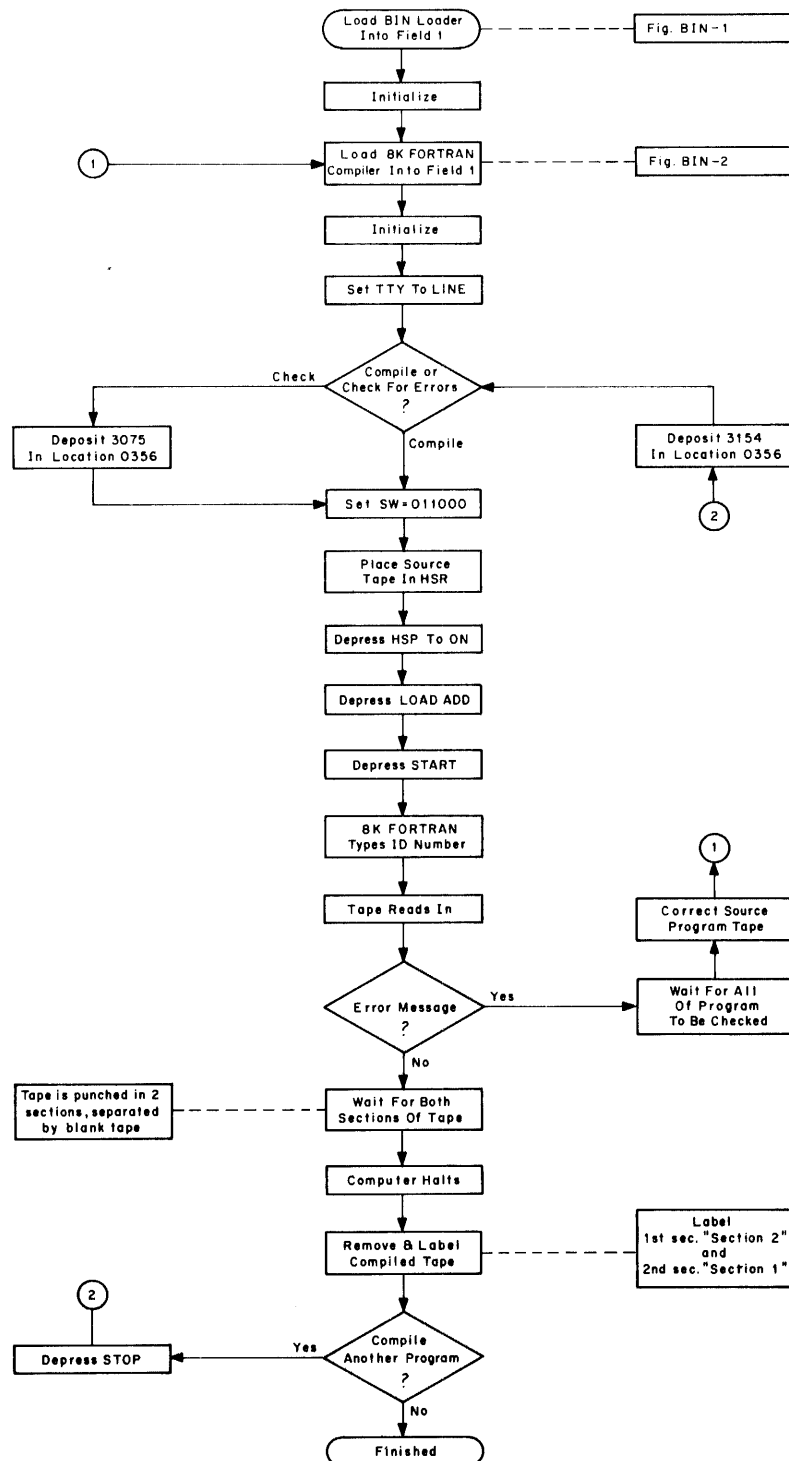 Load BIN Loader
Into Field 1
Fig. BIN-1
Initialize
1
Load 8K FORTRAN
Compiler Into Field 1
Fig. BIN-2
Initialize
Set TTY To LINE
Compile or
Check For Errors
?
Check
Compile
Deposit 3075
In Location 0356
Deposit 3154
In Location 0356
2
Set SW=011000
Place Source
Tape In HSR
Depress HSP To ON
Depress LOAD ADD
Depress START
8K FORTRAN
Types ID Number
1
Tape Reads In
Correct Source
Program Tape
Error Message
?
Yes
No
Wait For All
Of Program
To Be Checked
Tape is punched in 2
sections, separated
by blank tape
Wait For Both
Sections Of Tape
Computer Halts
Remove & Label
Compiled Tape
Label
1st sec. "Section 2"
and
2nd sec. "Section 1"
2
Depress STOP
Yes
Compile
Another Program
?
No
Finished